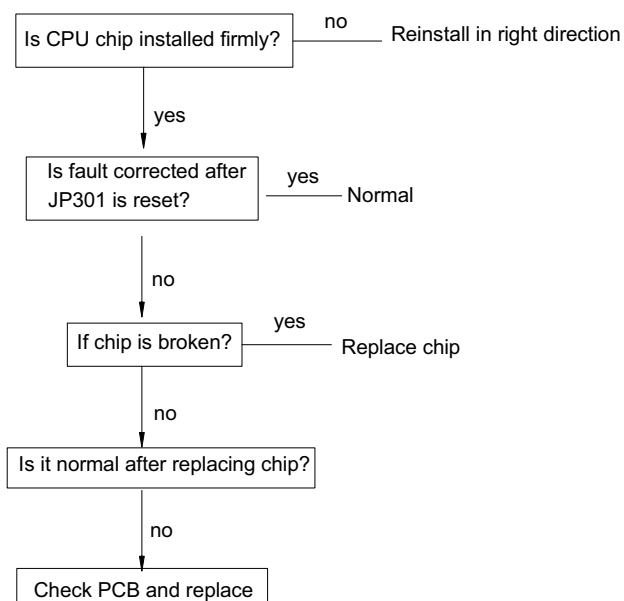 Is CPU chip installed firmly?
no
Reinstall in right direction
yes
Is fault corrected after
JP301 is reset?
yes
Normal
no
If chip is broken?
yes
Replace chip
no
Is it normal after replacing chip?
no
Check PCB and replace